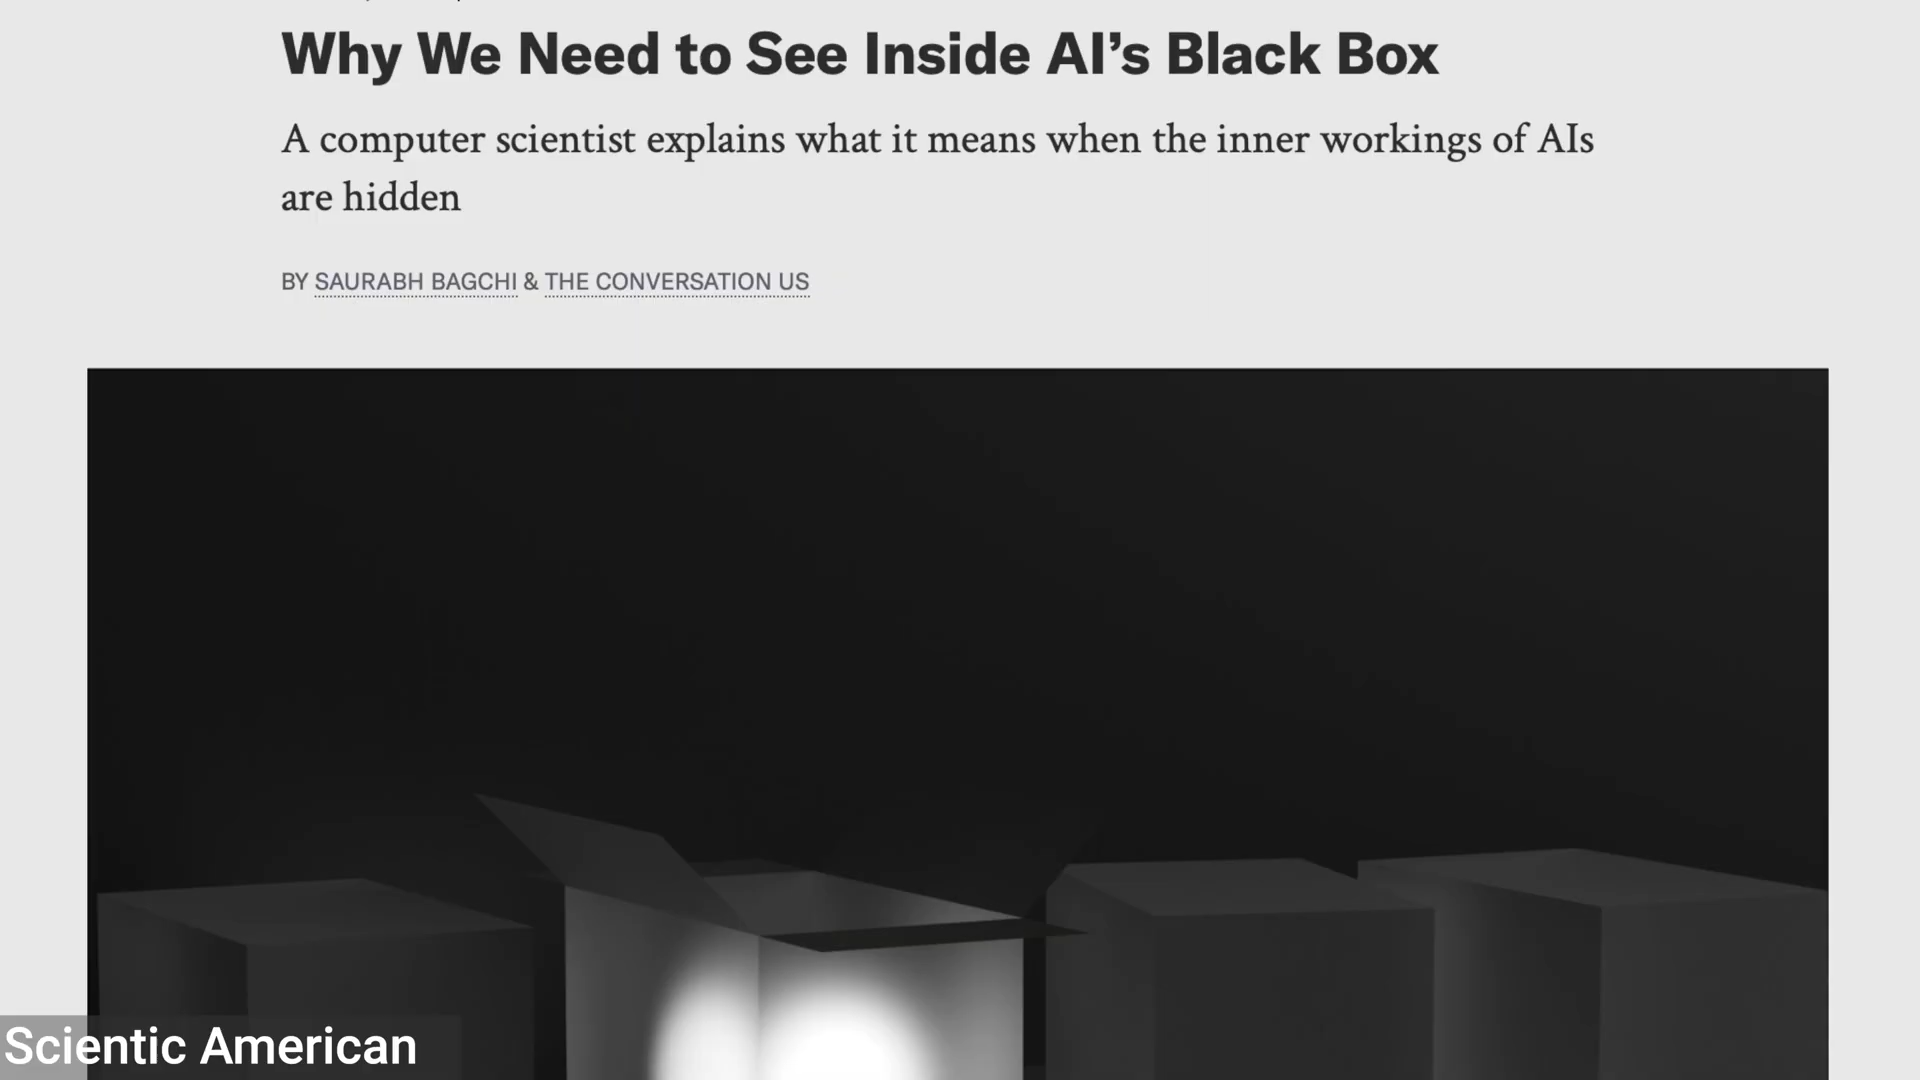 Why We Need to See Inside AI’s Black Box
A computer scientist explains what it means when the inner workings of AIs
are hidden
BY SAURABH BAGCHI & THE CONVERSATION US
Scientic American